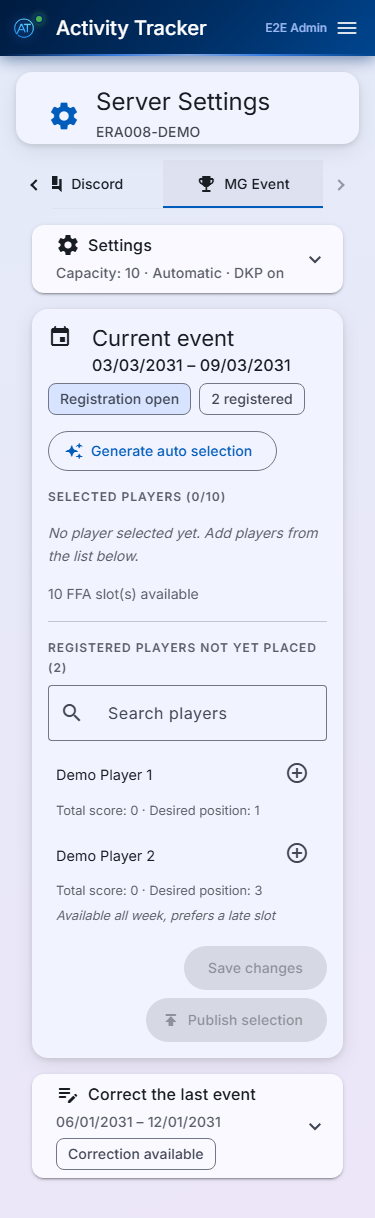 AT
Activity Tracker
E2E Admin
Server Settings
ERA008-DEMO
Discord
MG Event
Settings
Capacity: 10 · Automatic · DKP on
Current event
03/03/2031 – 09/03/2031
Registration open
2 registered
Generate auto selection
SELECTED PLAYERS (0/10)
No player selected yet. Add players from
the list below.
10 FFA slot(s) available
REGISTERED PLAYERS NOT YET PLACED
(2)
Search players
Demo Player 1
Total score: 0 · Desired position: 1
Demo Player 2
Total score: 0 · Desired position: 3
Available all week, prefers a late slot
Save changes
Publish selection
Correct the last event
06/01/2031 – 12/01/2031
Correction available